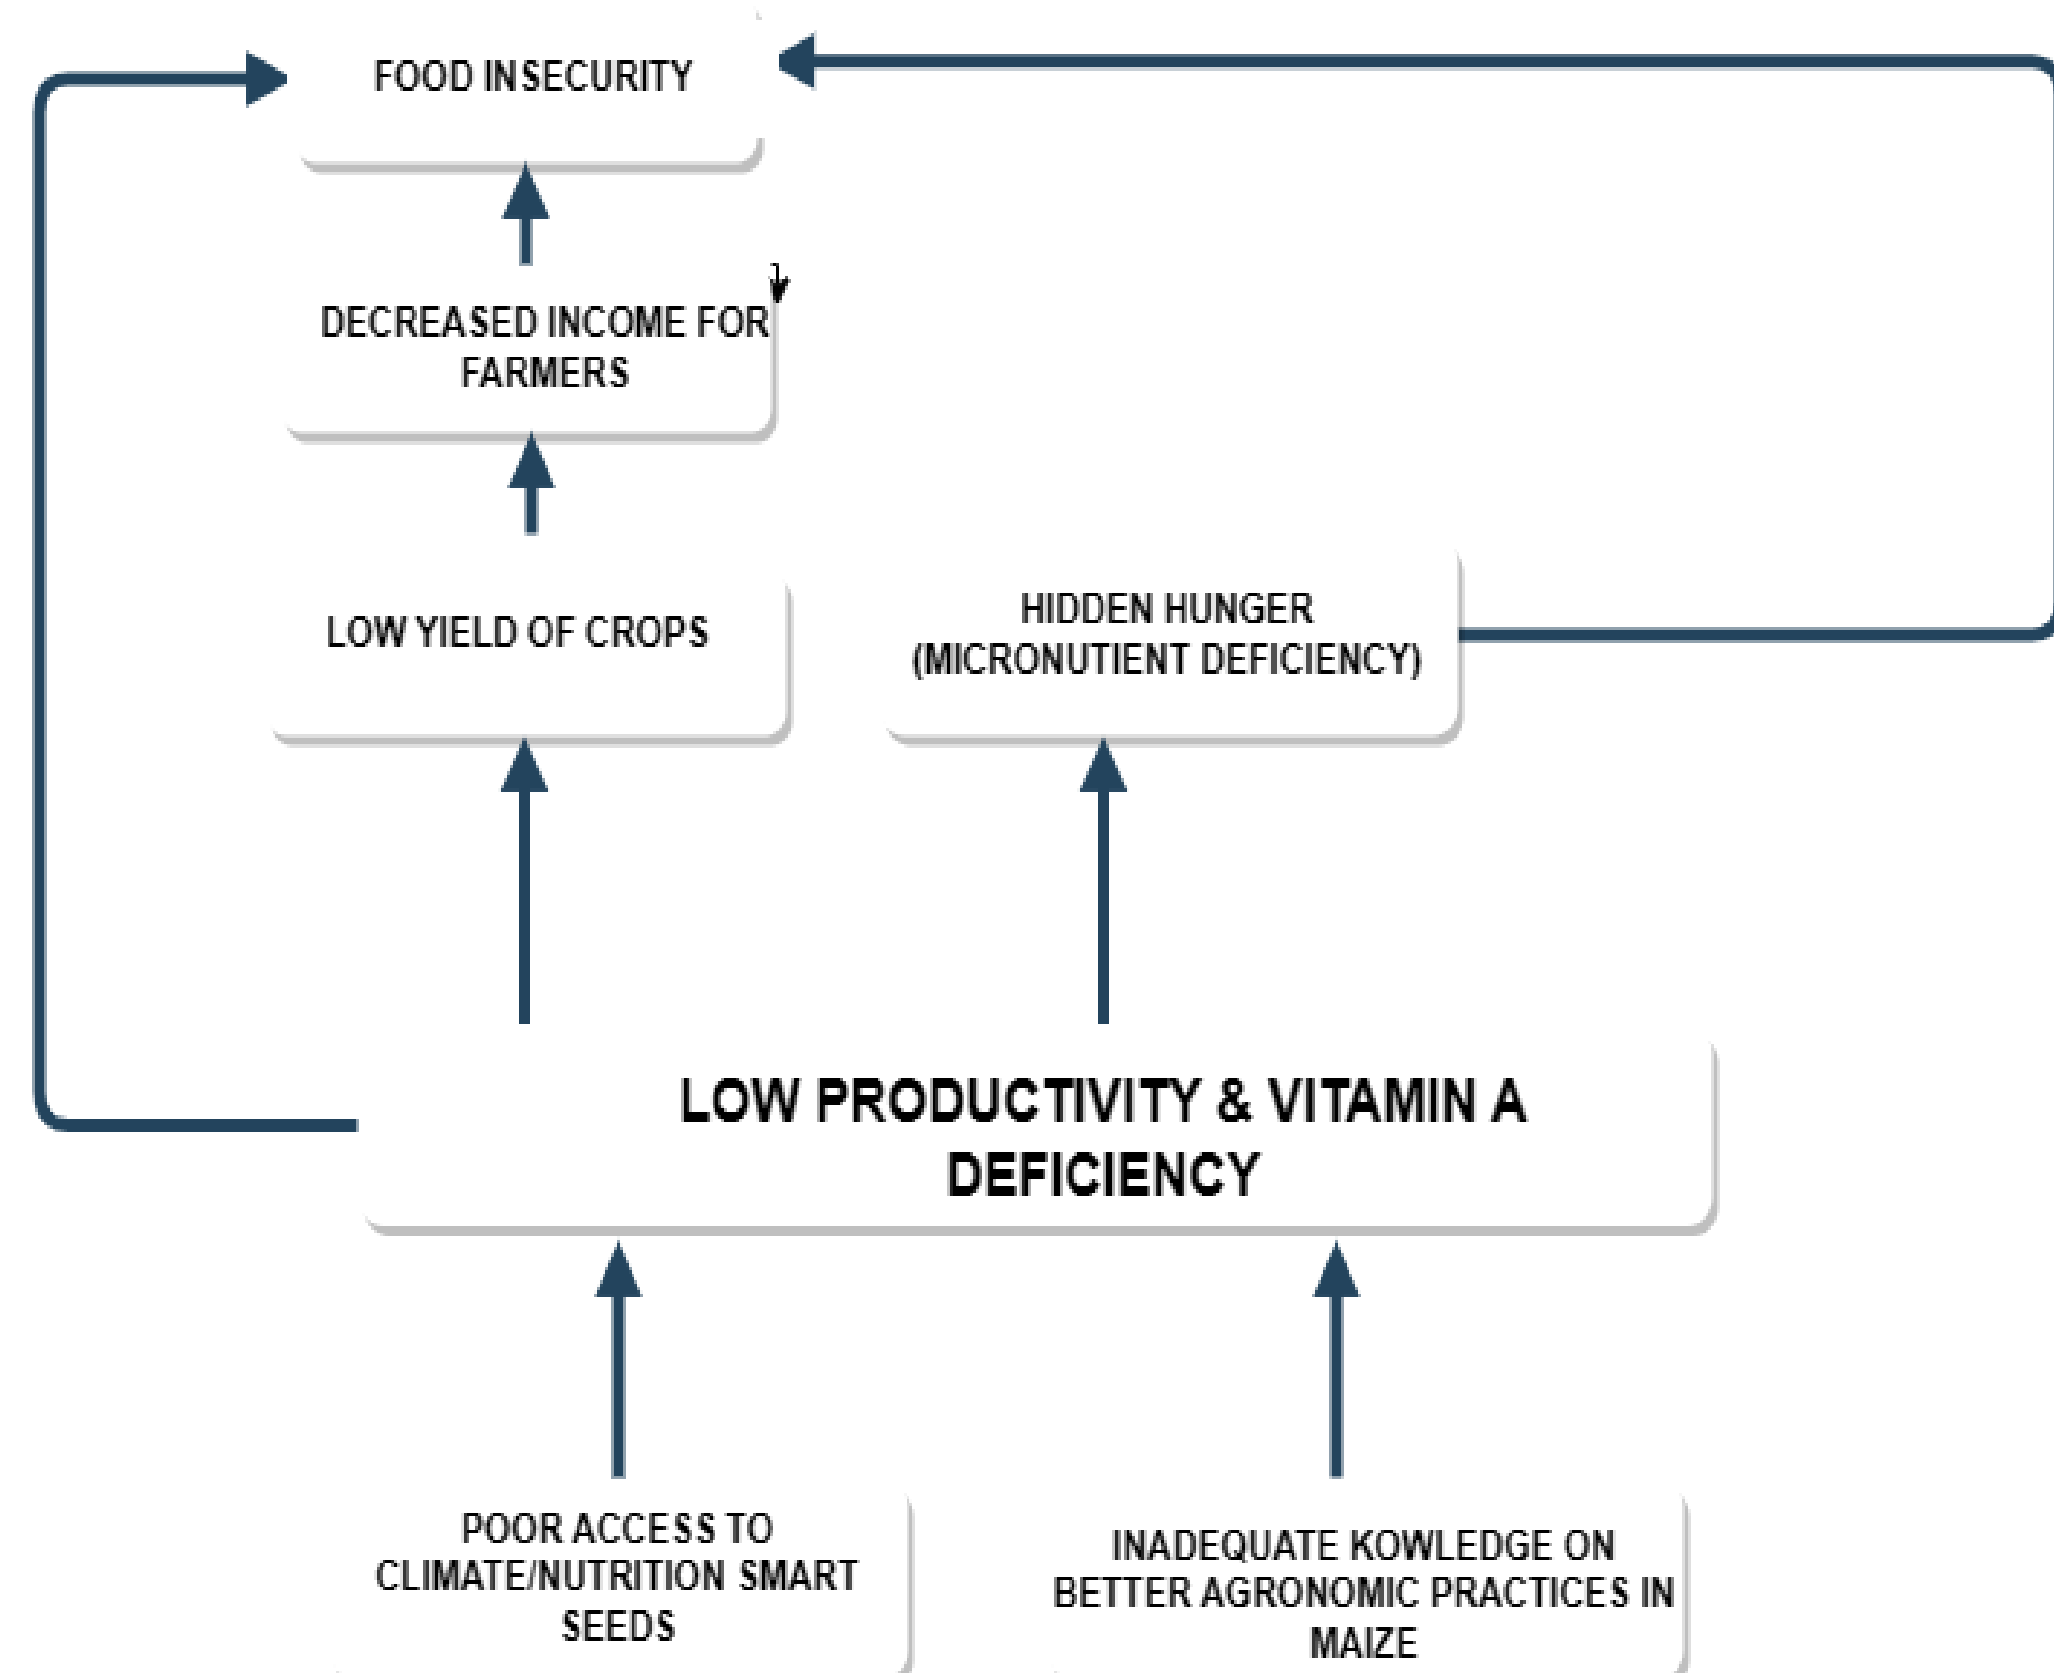 FOOD INSECURITY
DECREASED INCOME FOR
FARMERS
LOW YIELD OF CROPS
HIDDEN HUNGER
(MICRONUTIENT DEFICIENCY)
LOW PRODUCTIVITY & VITAMIN A
DEFICIENCY
POOR ACCESS TO
CLIMATE/NUTRITION SMART
SEEDS
INADEQUATE KOWLEDGE ON
BETTER AGRONOMIC PRACTICES IN
MAIZE